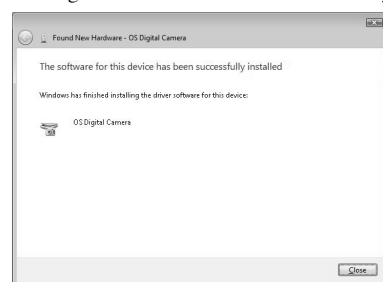 Found New Hardware - OS Digital Camera
The software for this device has been successfully installed
Windows has finished installing the driver software for this device:
OS Digital Camera
Close